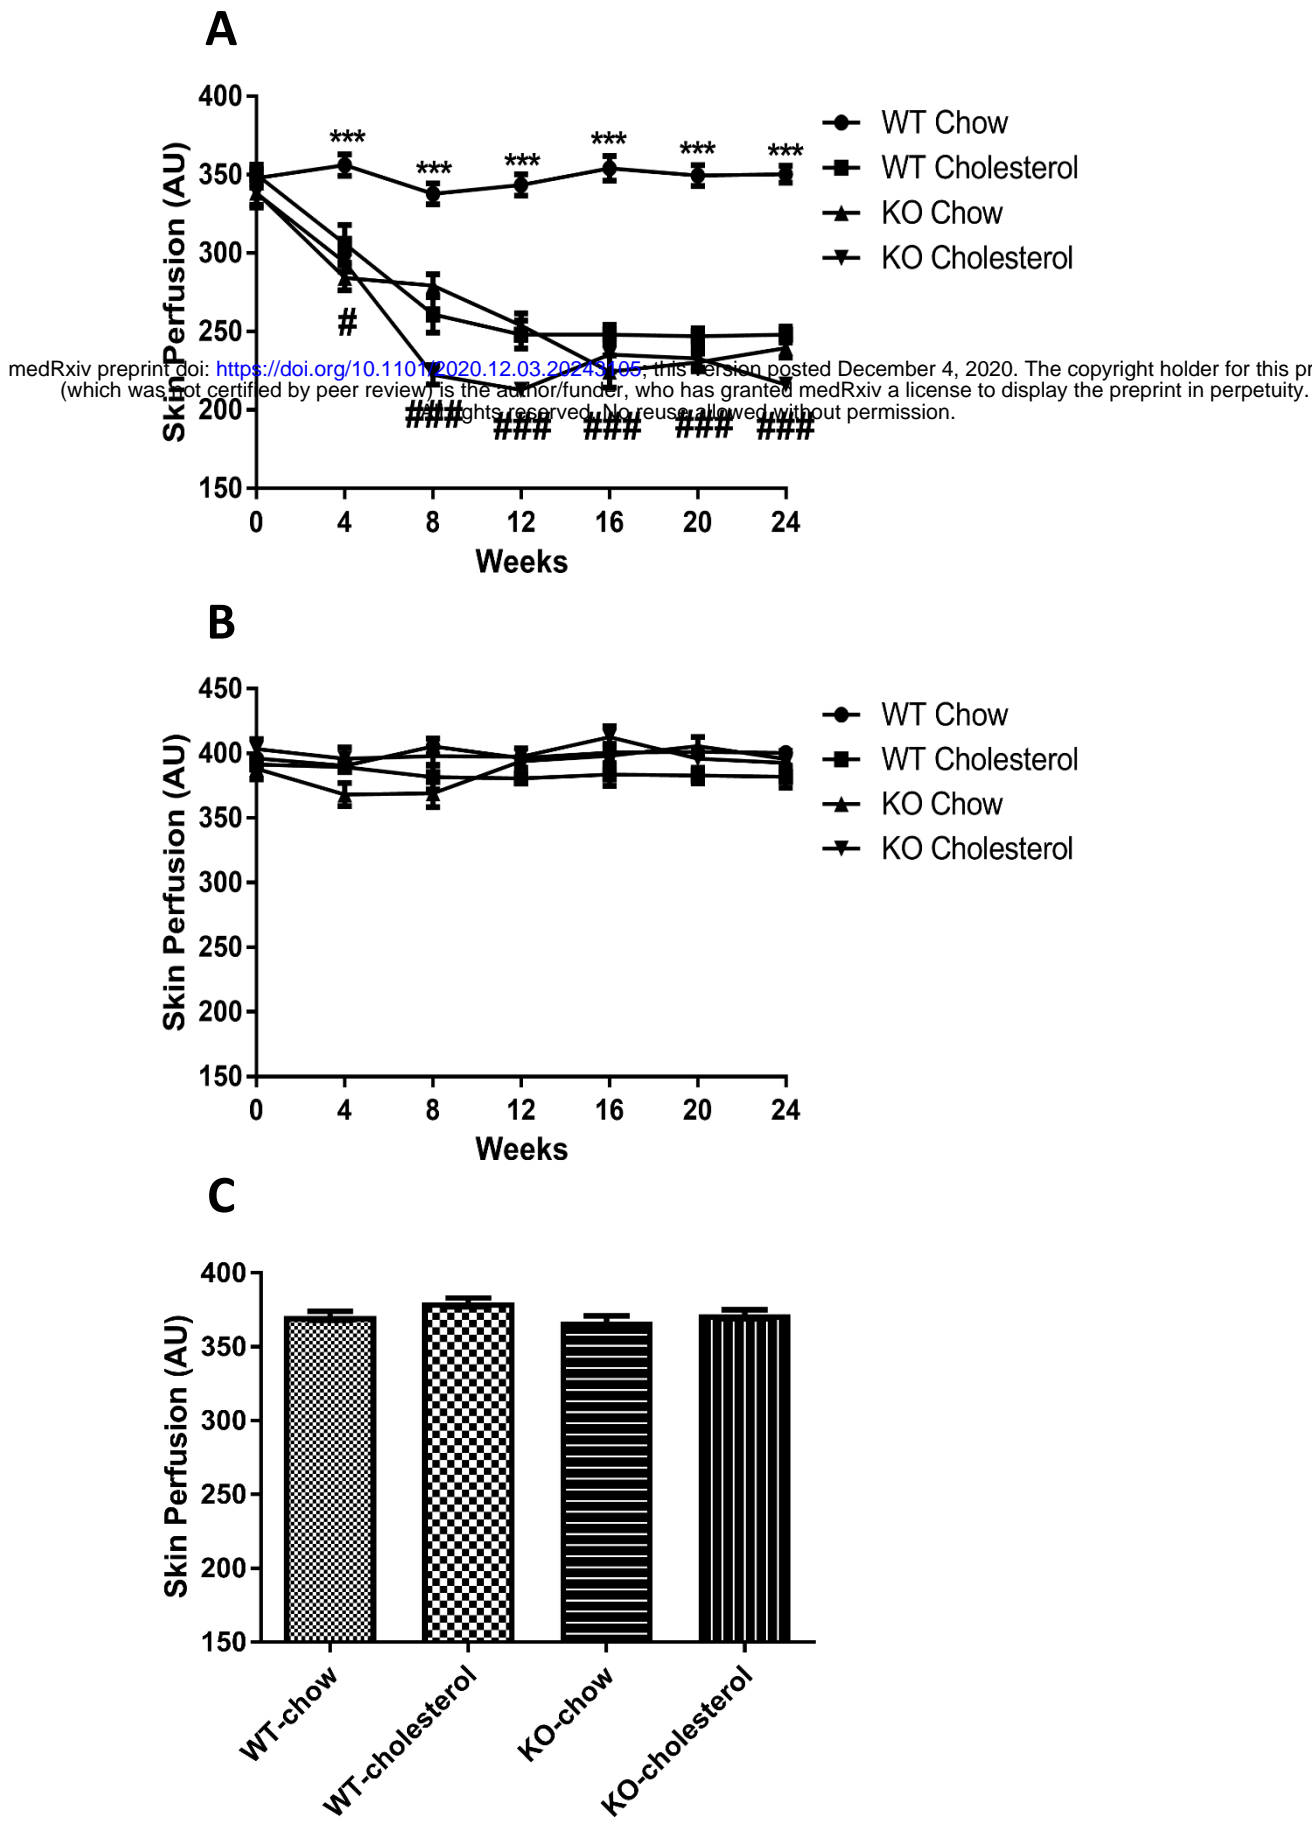 A
400
350
300
250
200
150
Skin Perfusion (AU)
*** *** *** *** *** ***
# ### ### ### ### ###
0 4 8 12 16 20 24
Weeks
WT Chow
WT Cholesterol
KO Chow
KO Cholesterol
medRxiv preprint doi: https://doi.org/10.1101/2020.12.03.20243105; this version posted December 4, 2020. The copyright holder for this pr
(which was not certified by peer review) is the author/funder, who has granted medRxiv a license to display the preprint in perpetuity.
All rights reserved. No reuse allowed without permission.
B
450
400
350
300
250
200
150
Skin Perfusion (AU)
0 4 8 12 16 20 24
Weeks
WT Chow
WT Cholesterol
KO Chow
KO Cholesterol
C
400
350
300
250
200
150
Skin Perfusion (AU)
WT-chow
WT-cholesterol
KO-chow
KO-cholesterol